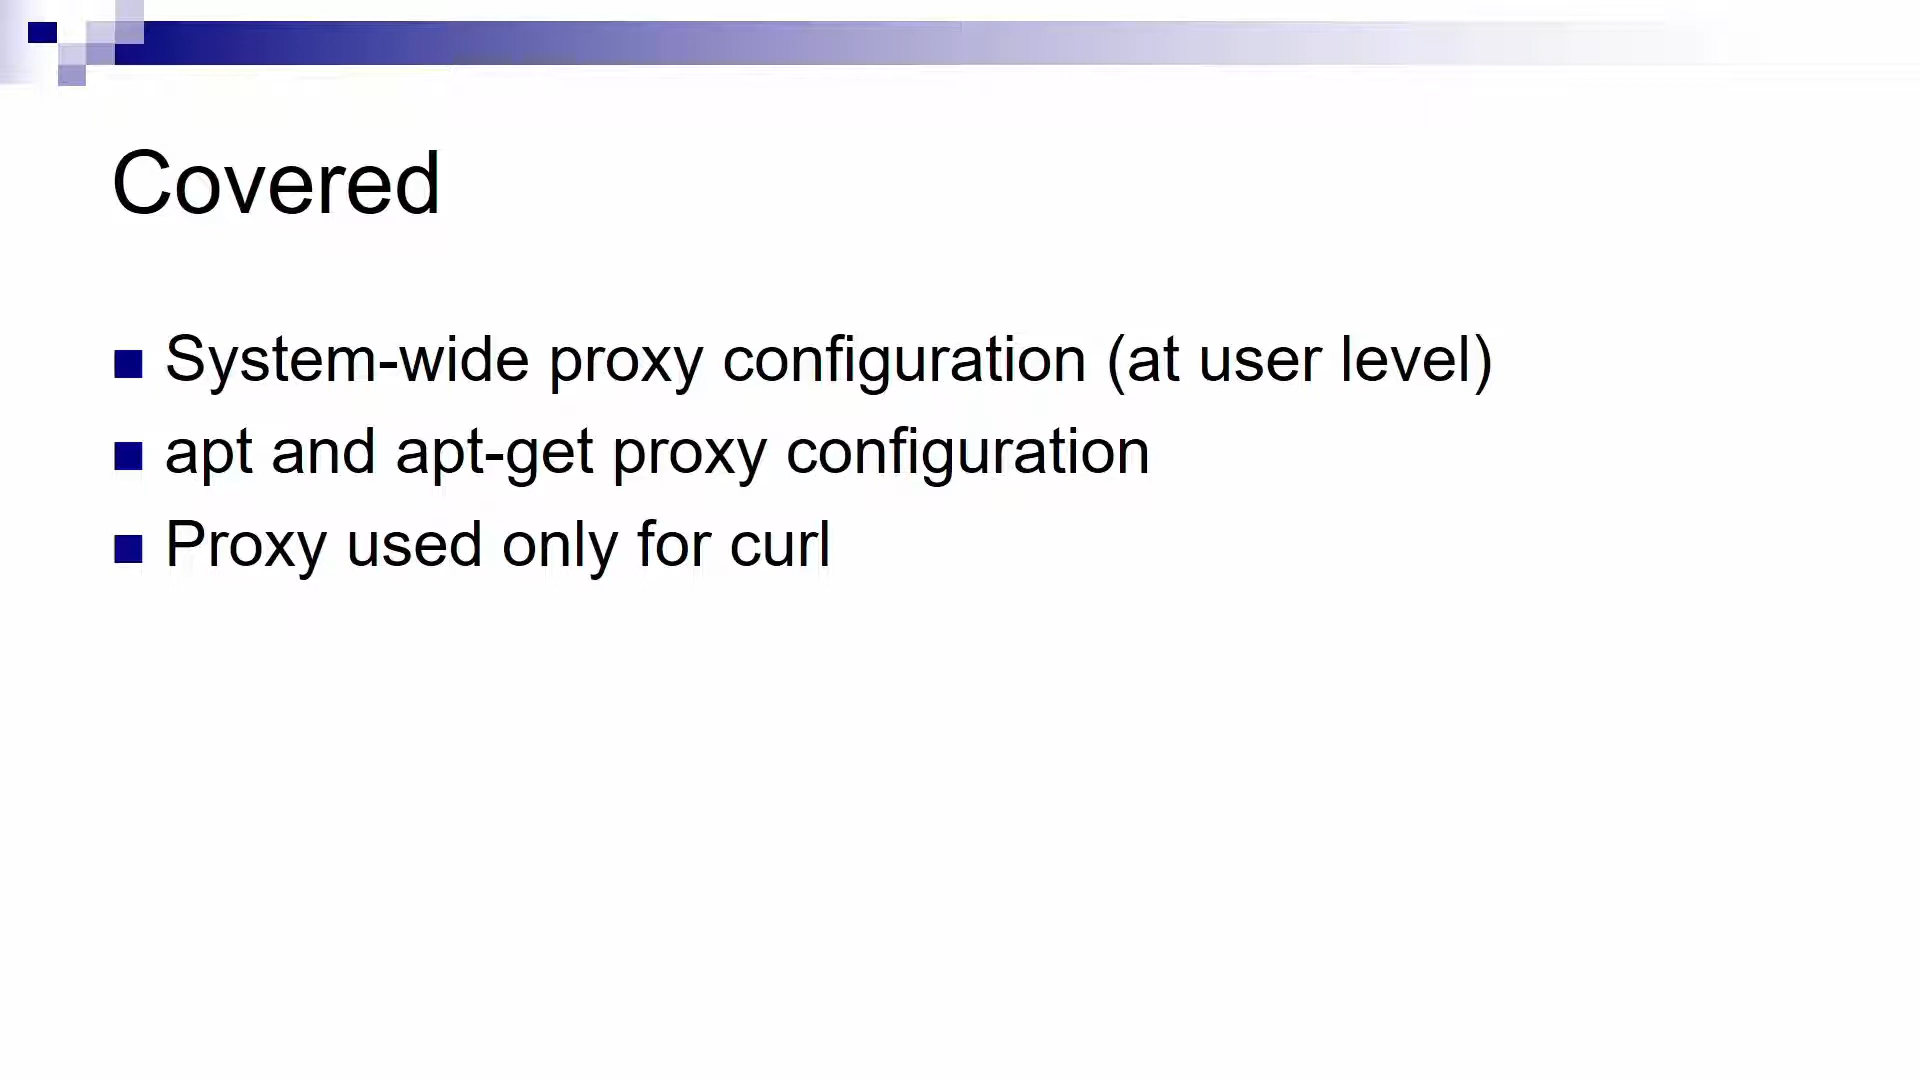 Covered
System-wide proxy configuration (at user level)
apt and apt-get proxy configuration
Proxy used only for curl